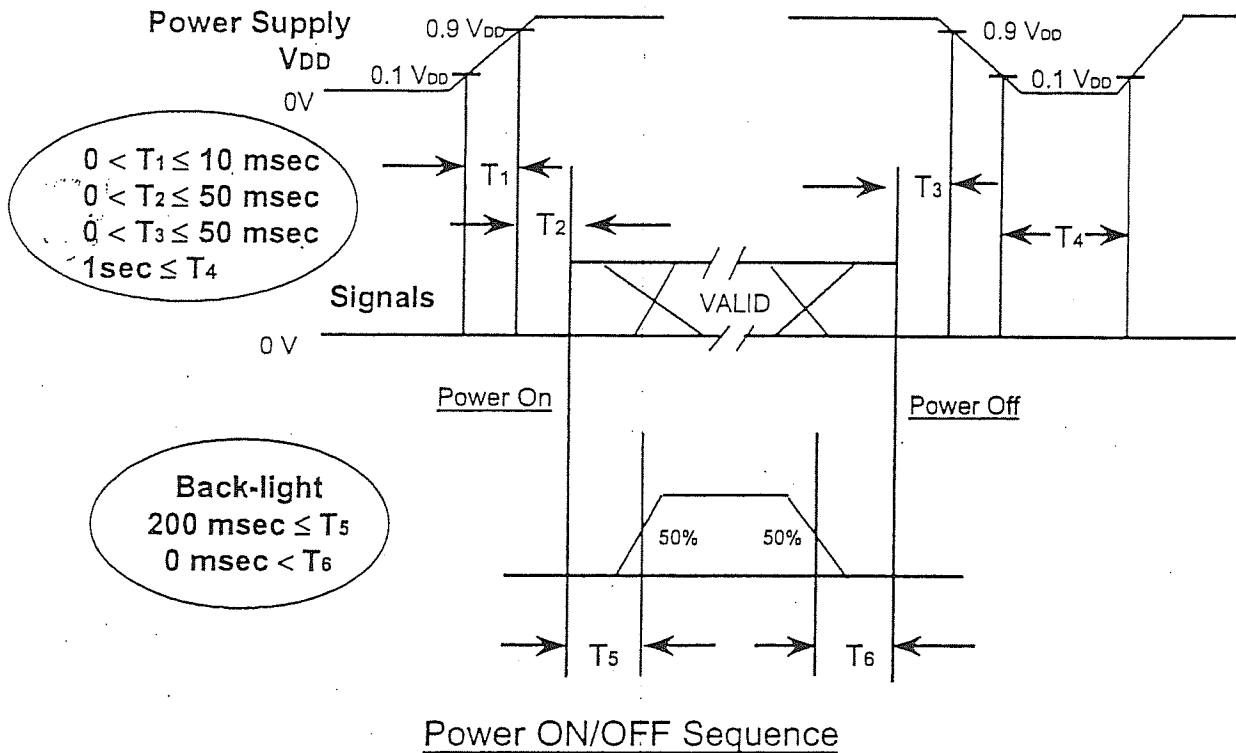 Power Supply
VDD
0.9 VDD
0.1 VDD
0V
0.9 VDD
0.1 VDD
0 < T1 ≤ 10 msec
0 < T2 ≤ 50 msec
0 < T3 ≤ 50 msec
1sec ≤ T4
T1
T2
T3
T4
Signals
VALID
0 V
Power On
Power Off
Back-light
200 msec ≤ T5
0 msec < T6
50%
50%
T5
T6
Power ON/OFF Sequence